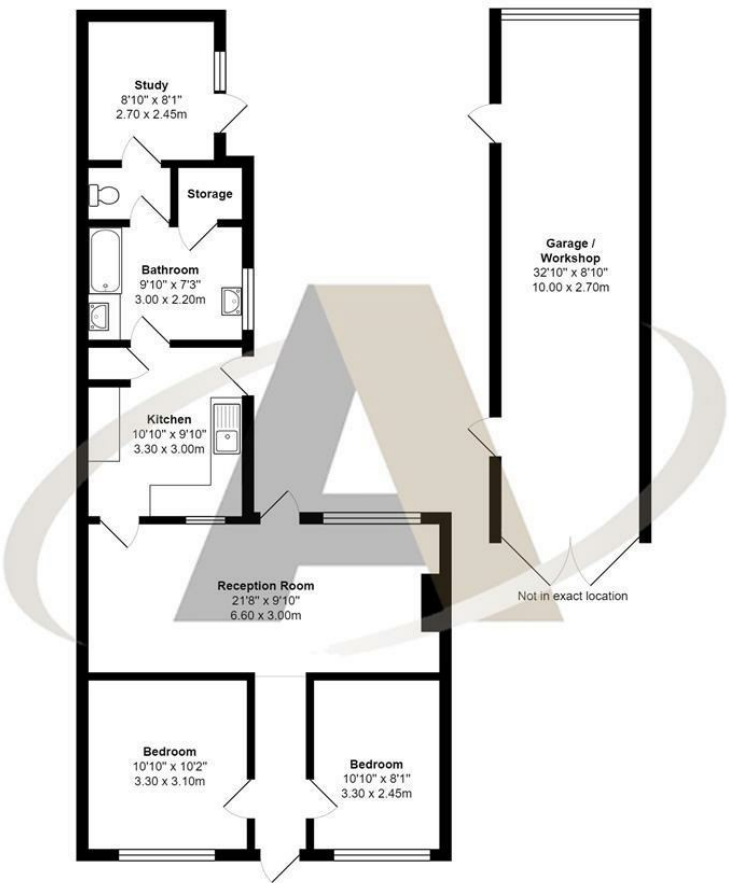 Study
8'10" x 8'1"
2.70 x 2.45m
Storage
Bathroom
9'10" x 7'3"
3.00 x 2.20m
Kitchen
10'10" x 9'10"
3.30 x 3.00m
Reception Room
21'8" x 9'10"
6.60 x 3.00m
Bedroom
10'10" x 10'2"
3.30 x 3.10m
Bedroom
10'10" x 8'1"
3.30 x 2.45m
Garage /
Workshop
32'10" x 8'10"
10.00 x 2.70m
Not in exact location
A